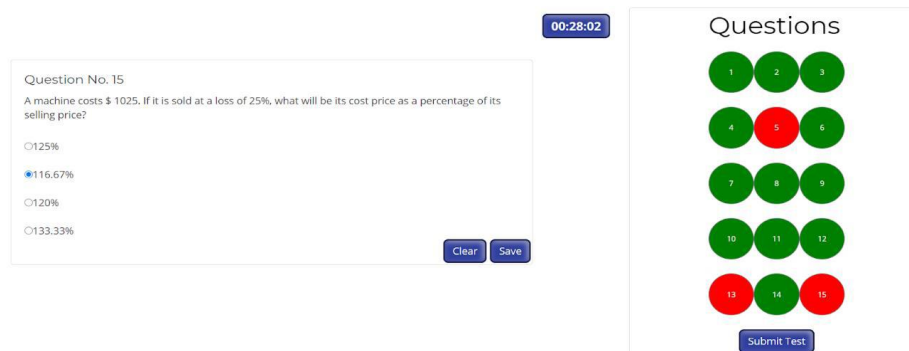 00:28:02
Question No. 15
A machine costs $ 1025. If it is sold at a loss of 25%, what will be its cost price as a percentage of its
selling price?
125%
116.67%
120%
133.33%
Clear
Save
Questions
1
2
3
4
5
6
7
8
9
10
11
12
13
14
15
Submit Test